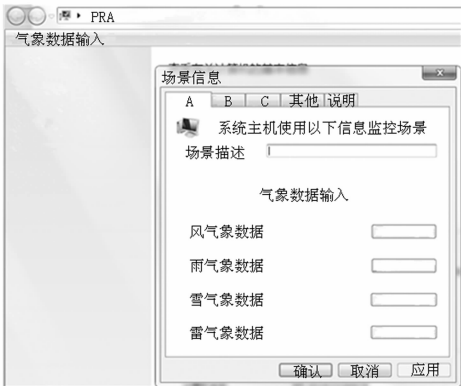 PRA
气象数据输入
场景信息
A B C 其他 说明
系统主机使用以下信息监控场景
场景描述
气象数据输入
风气象数据
雨气象数据
雪气象数据
雷气象数据
确认 取消 应用